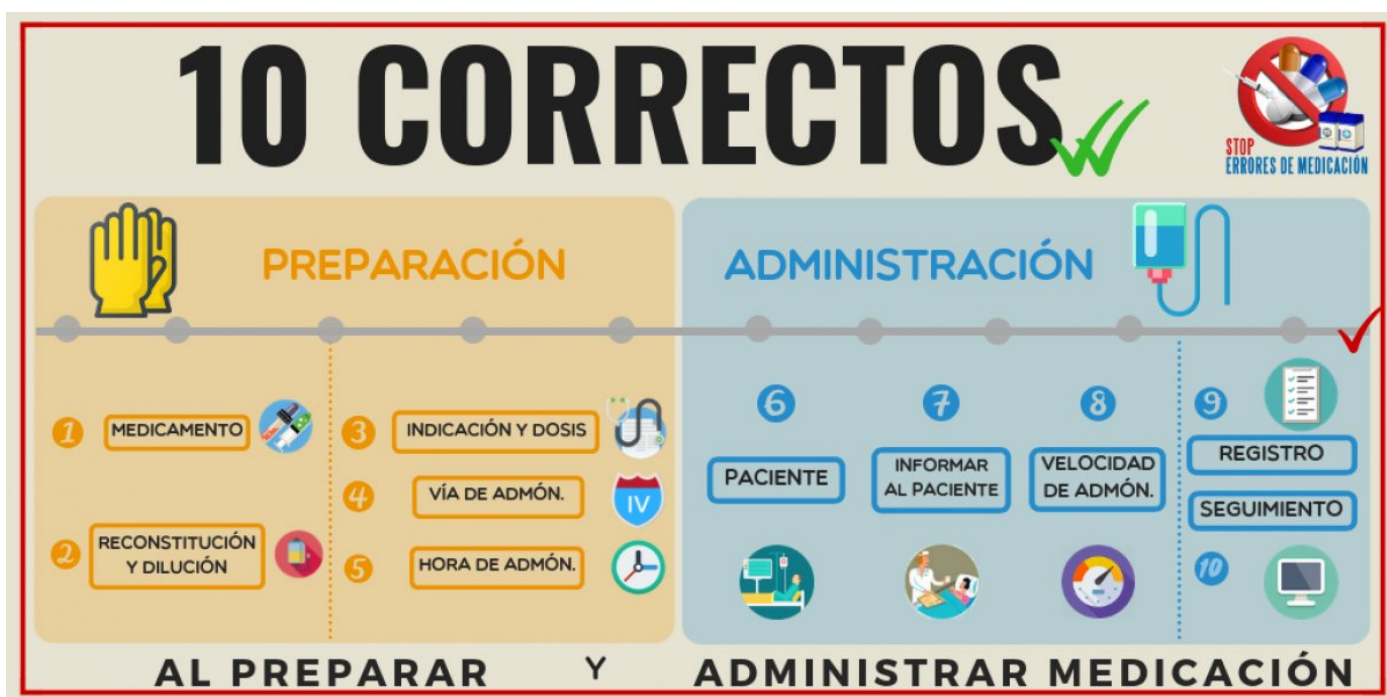 10 CORRECTOS
STOP
ERRORES DE MEDICACIÓN
PREPARACIÓN
1 MEDICAMENTO
2 RECONSTITUCIÓN
Y DILUCIÓN
3 INDICACIÓN Y DOSIS
4 VÍA DE ADMÓN.
IV
5 HORA DE ADMÓN.
ADMINISTRACIÓN
6
PACIENTE
7
INFORMAR
AL PACIENTE
8
VELOCIDAD
DE ADMÓN.
9
REGISTRO
SEGUIMIENTO
10
AL PREPARAR Y ADMINISTRAR MEDICACIÓN